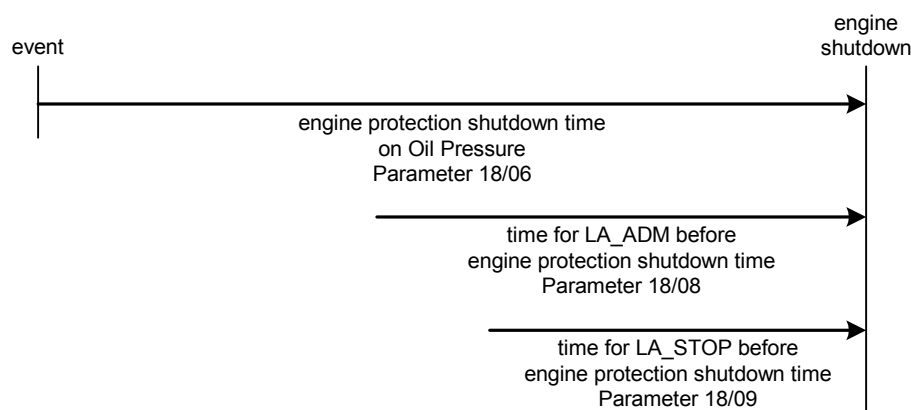 event
engine
shutdown
engine protection shutdown time
on Oil Pressure
Parameter 18/06
time for LA_ADM before
engine protection shutdown time
Parameter 18/08
time for LA_STOP before
engine protection shutdown time
Parameter 18/09